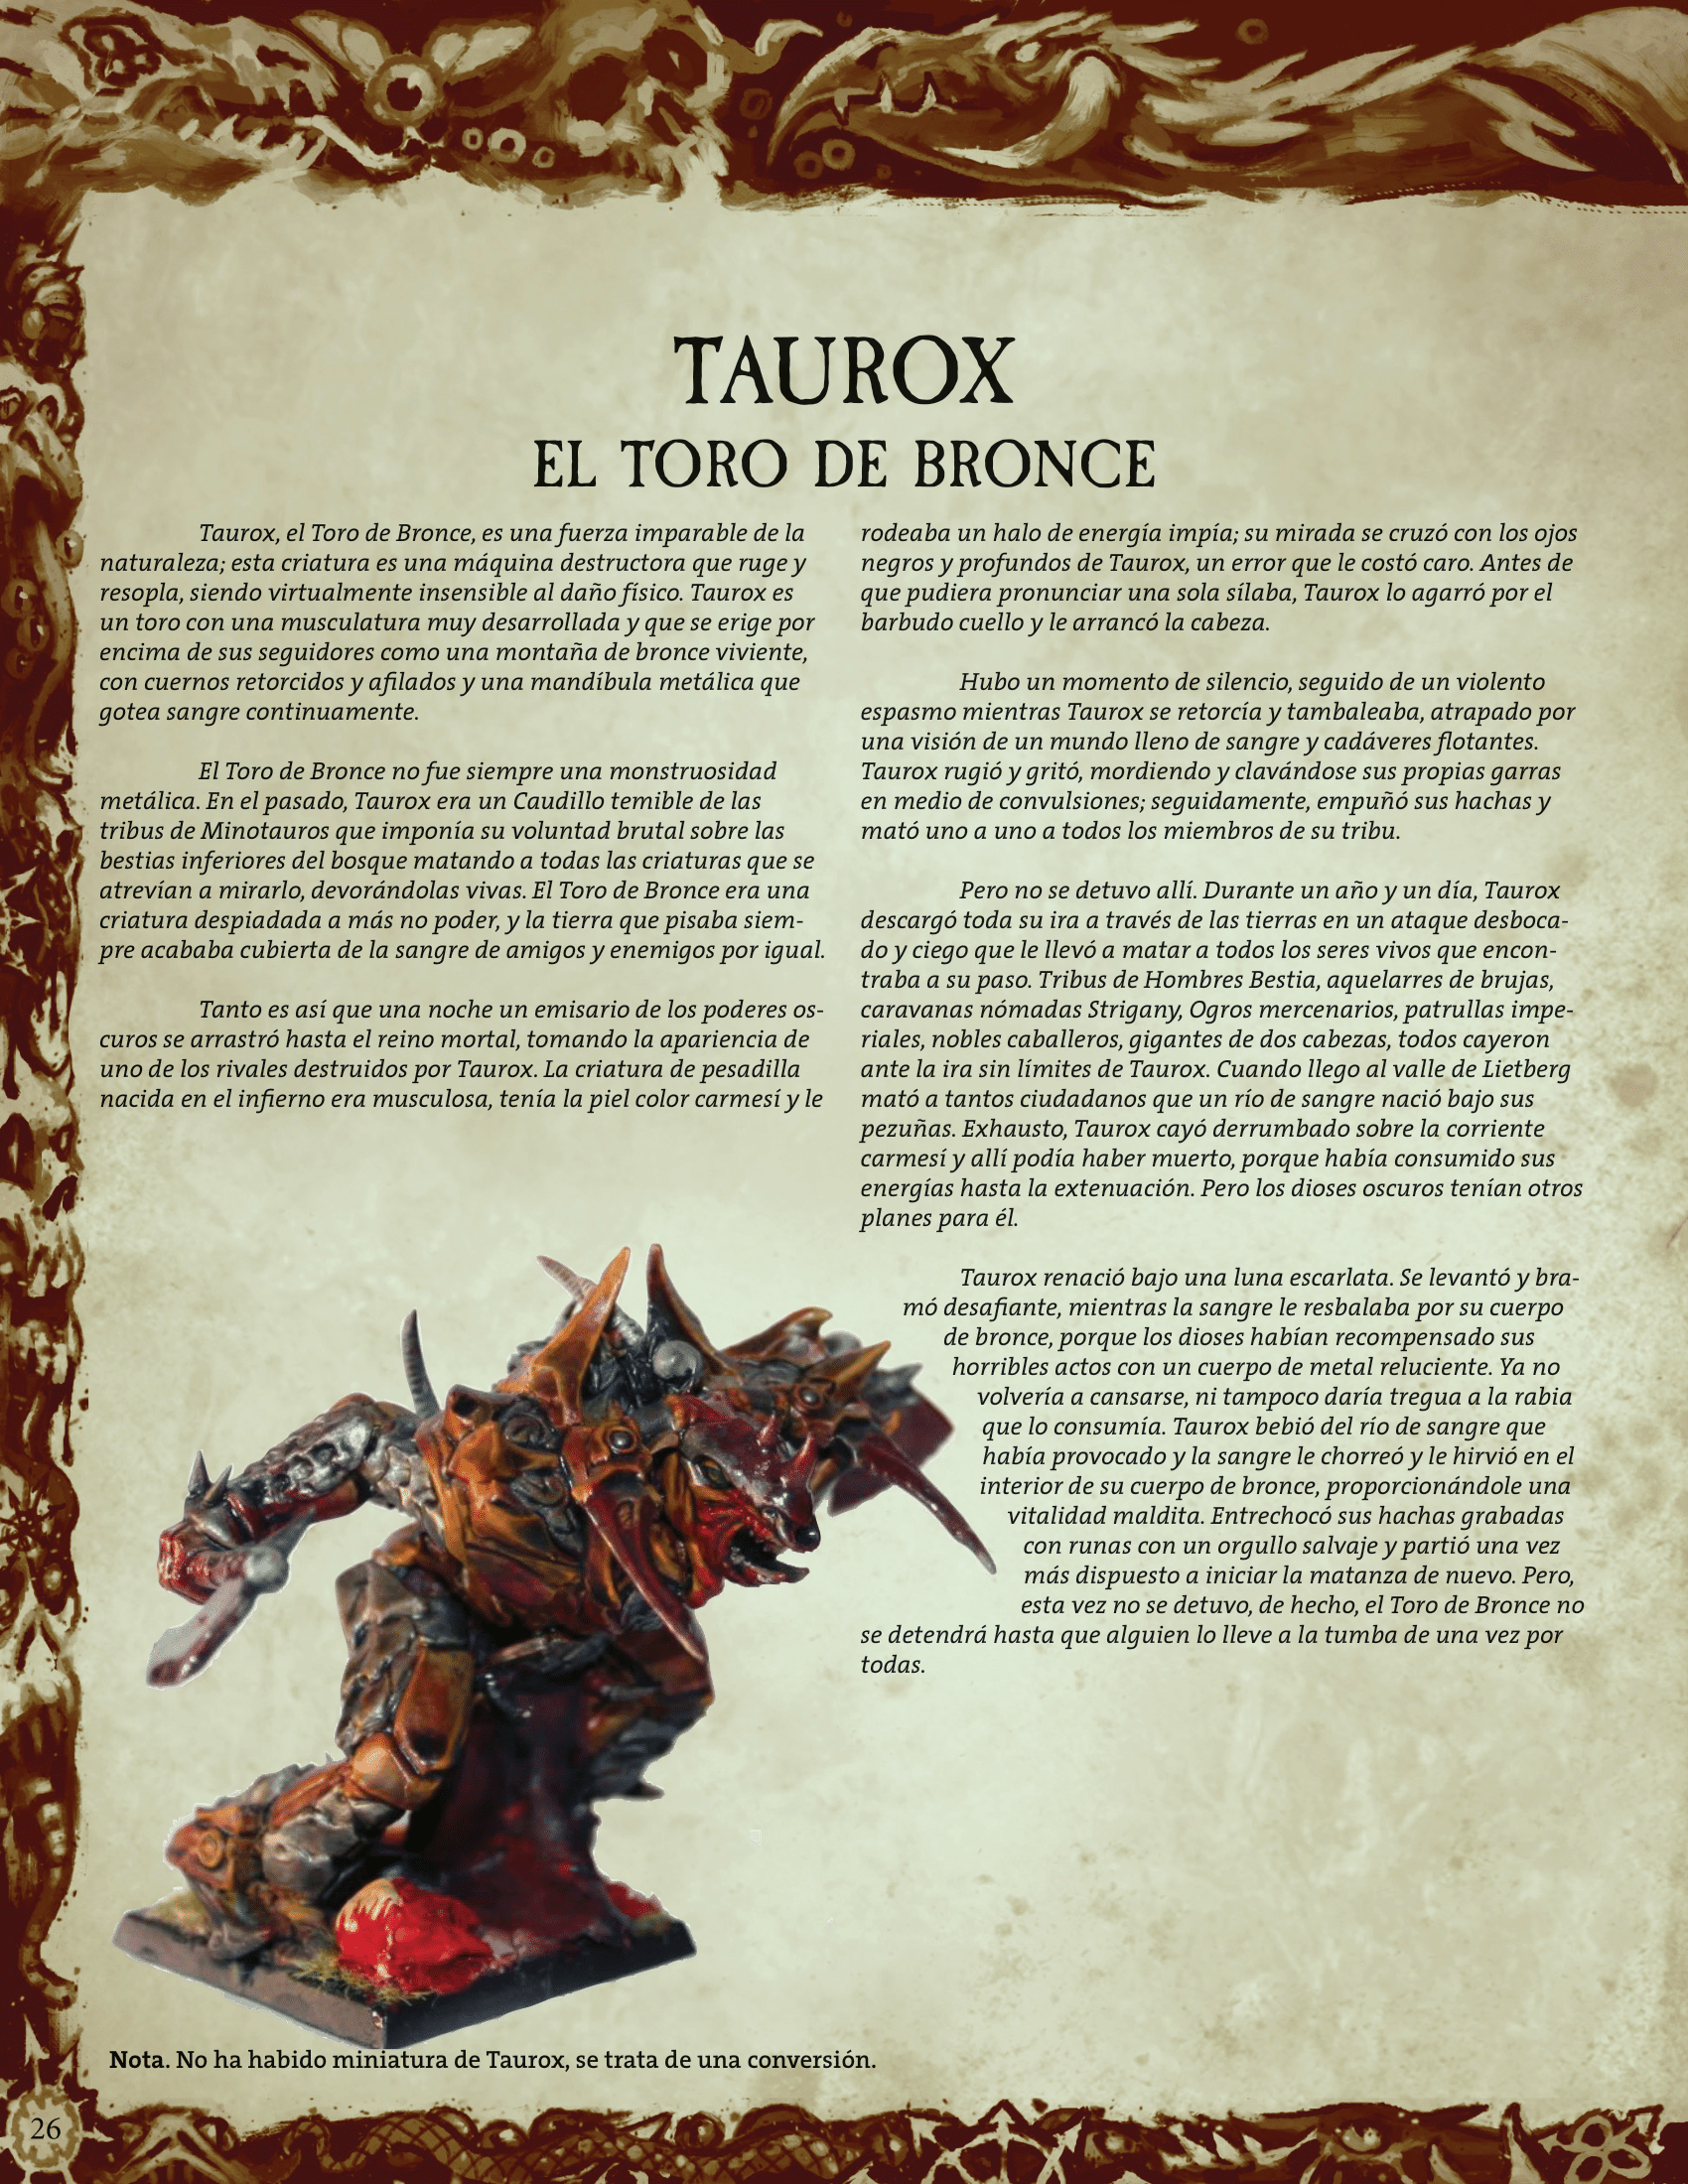 TAUROX
EL TORO DE BRONCE
Taurox, el Toro de Bronce, es una fuerza imparable de la
naturaleza; esta criatura es una máquina destructora que ruge y
resopla, siendo virtualmente insensible al daño físico. Taurox es
un toro con una musculatura muy desarrollada y que se erige por
encima de sus seguidores como una montaña de bronce viviente,
con cuernos retorcidos y afilados y una mandíbula metálica que
gotea sangre continuamente.
El Toro de Bronce no fue siempre una monstruosidad
metálica. En el pasado, Taurox era un Caudillo temible de las
tribus de Minotauros que imponía su voluntad brutal sobre las
bestias inferiores del bosque matando a todas las criaturas que se
atrevían a mirarlo, devorándolas vivas. El Toro de Bronce era una
criatura despiadada a más no poder, y la tierra que pisaba siem-
pre acababa cubierta de la sangre de amigos y enemigos por igual.
Tanto es así que una noche un emisario de los poderes os-
curos se arrastró hasta el reino mortal, tomando la apariencia de
uno de los rivales destruidos por Taurox. La criatura de pesadilla
nacida en el infierno era musculosa, tenía la piel color carmesí y le
rodeaba un halo de energía impía; su mirada se cruzó con los ojos
negros y profundos de Taurox, un error que le costó caro. Antes de
que pudiera pronunciar una sola sílaba, Taurox lo agarró por el
barbudo cuello y le arrancó la cabeza.
Hubo un momento de silencio, seguido de un violento
espasmo mientras Taurox se retorcía y tambaleaba, atrapado por
una visión de un mundo lleno de sangre y cadáveres flotantes.
Taurox rugió y gritó, mordiendo y clavándose sus propias garras
en medio de convulsiones; seguidamente, empuñó sus hachas y
mató uno a uno a todos los miembros de su tribu.
Pero no se detuvo allí. Durante un año y un día, Taurox
descargó toda su ira a través de las tierras en un ataque desboca-
do y ciego que le llevó a matar a todos los seres vivos que encon-
traba a su paso. Tribus de Hombres Bestia, aquelarres de brujas,
caravanas nómadas Strigany, Ogros mercenarios, patrullas impe-
riales, nobles caballeros, gigantes de dos cabezas, todos cayeron
ante la ira sin límites de Taurox. Cuando llego al valle de Lietberg
mató a tantos ciudadanos que un río de sangre nació bajo sus
pezuñas. Exhausto, Taurox cayó derrumbado sobre la corriente
carmesí y allí podía haber muerto, porque había consumido sus
energías hasta la extenuación. Pero los dioses oscuros tenían otros
planes para él.
Taurox renació bajo una luna escarlata. Se levantó y bra-
mó desafiante, mientras la sangre le resbalaba por su cuerpo
de bronce, porque los dioses habían recompensado sus
horribles actos con un cuerpo de metal reluciente. Ya no
volvería a cansarse, ni tampoco daría tregua a la rabia
que lo consumía. Taurox bebió del río de sangre que
había provocado y la sangre le chorreó y le hirvió en el
interior de su cuerpo de bronce, proporcionándole una
vitalidad maldita. Entrechocó sus hachas grabadas
con runas con un orgullo salvaje y partió una vez
más dispuesto a iniciar la matanza de nuevo. Pero,
esta vez no se detuvo, de hecho, el Toro de Bronce no
se detendrá hasta que alguien lo lleve a la tumba de una vez por
todas.
Nota. No ha habido miniatura de Taurox, se trata de una conversión.
26